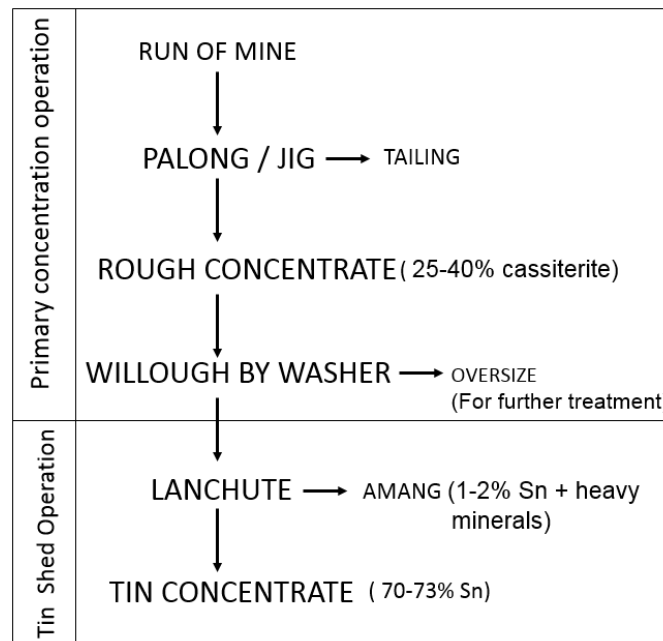 Primary concentration operation
RUN OF MINE
PALONG / JIG
TAILING
ROUGH CONCENTRATE ( 25-40% cassiterite)
WILLOUGH BY WASHER
OVERSIZE
(For further treatment
Tin Shed Operation
LANCHUTE
AMANG (1-2% Sn + heavy
minerals)
TIN CONCENTRATE ( 70-73% Sn)